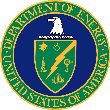 DEPARTMENT OF ENERGY
UNITED STATES OF AMERICA